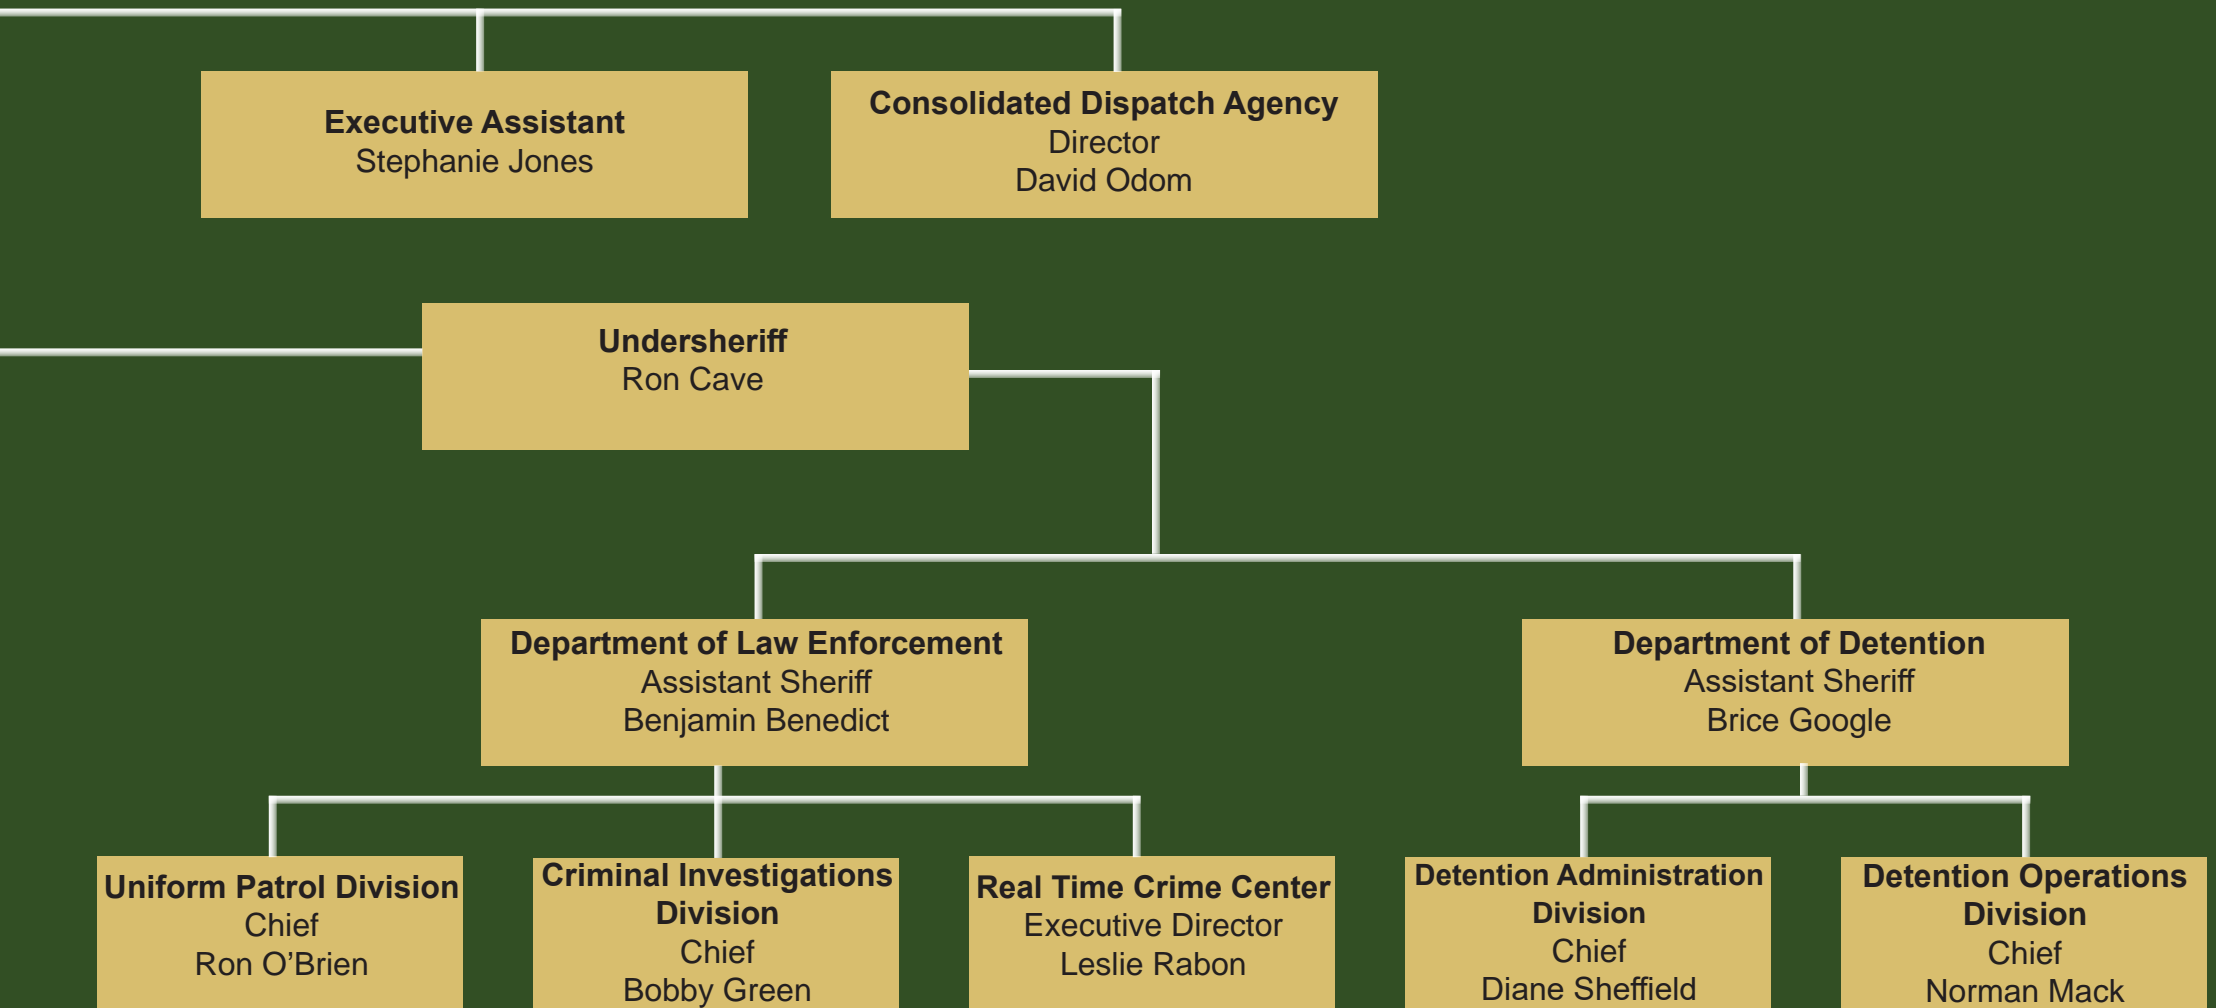 Executive Assistant
Stephanie Jones
Consolidated Dispatch Agency
Director
David Odom
Undersheriff
Ron Cave
Department of Law Enforcement
Assistant Sheriff
Benjamin Benedict
Department of Detention
Assistant Sheriff
Brice Google
Uniform Patrol Division
Chief
Ron O’Brien
Criminal Investigations
Division
Chief
Bobby Green
Real Time Crime Center
Executive Director
Leslie Rabon
Detention Administration
Division
Chief
Diane Sheffield
Detention Operations
Division
Chief
Norman Mack